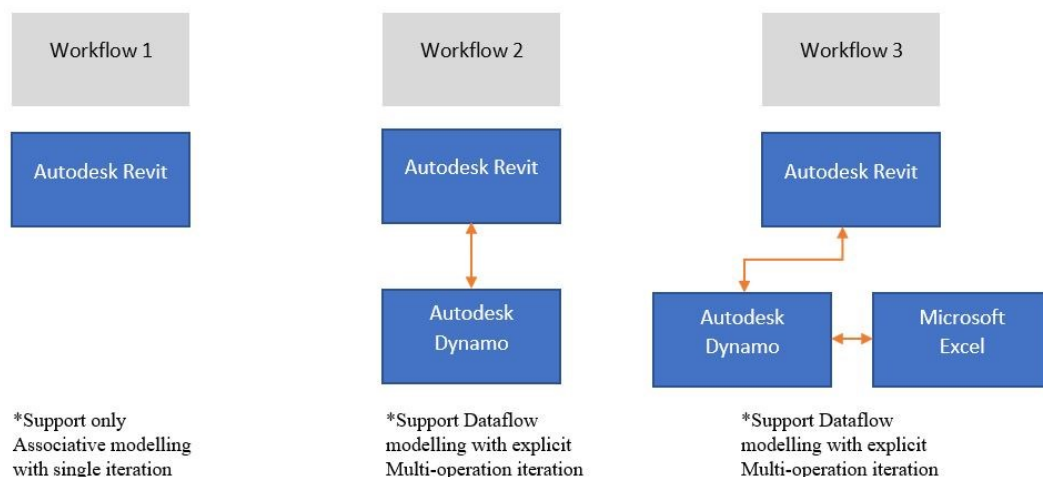 Workflow 1
Workflow 2
Workflow 3
Autodesk Revit
Autodesk Revit
Autodesk Revit
Autodesk
Dynamo
Autodesk
Dynamo
Microsoft
Excel
*Support only
Associative modelling
with single iteration
*Support Dataflow
modelling with explicit
Multi-operation iteration
*Support Dataflow
modelling with explicit
Multi-operation iteration